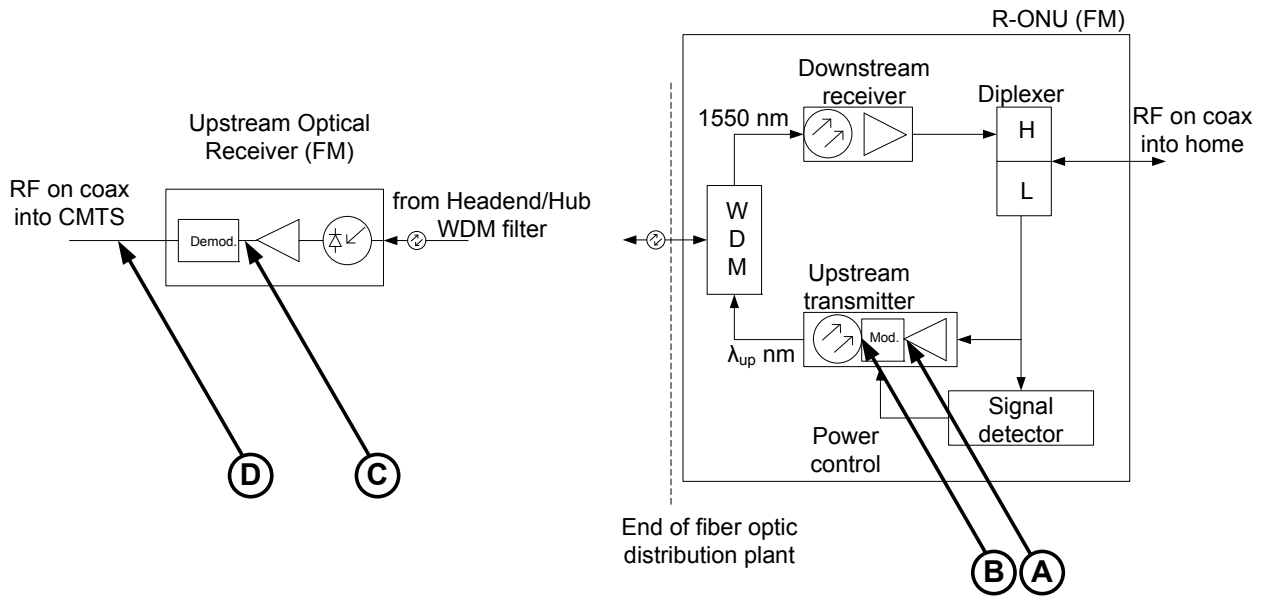 R-ONU (FM)
Downstream
receiver
Diplexer
1550 nm
H
L
RF on coax
into home
Upstream Optical
Receiver (FM)
RF on coax
into CMTS
Demod.
from Headend/Hub
WDM filter
W
D
M
Upstream
transmitter
Mod.
λup nm
Signal
detector
Power
control
D
C
End of fiber optic
distribution plant
B
A